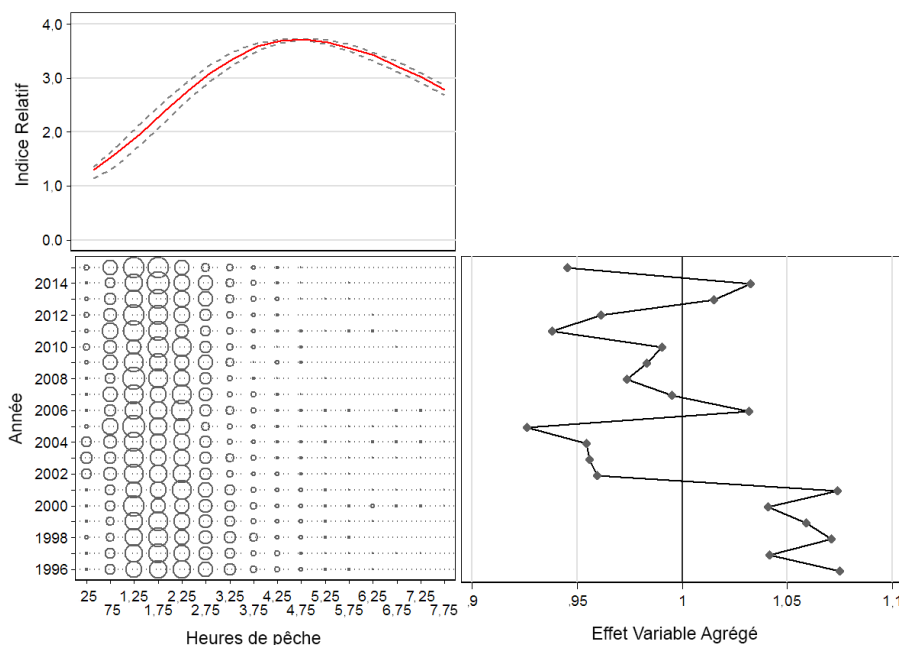 4.0
3.0
2.0
1.0
0.0
Indice Relatif
2014
2012
2010
2008
2006
2004
2002
2000
1998
1996
Année
25 1,25 2,25 3,25 4,25 5,25 6,25 7,25
75 1,75 2,75 3,75 4,75 5,75 6,75 7,75
Heures de pêche
,9 ,95 1 1,05 1,1
Effet Variable Agrégé